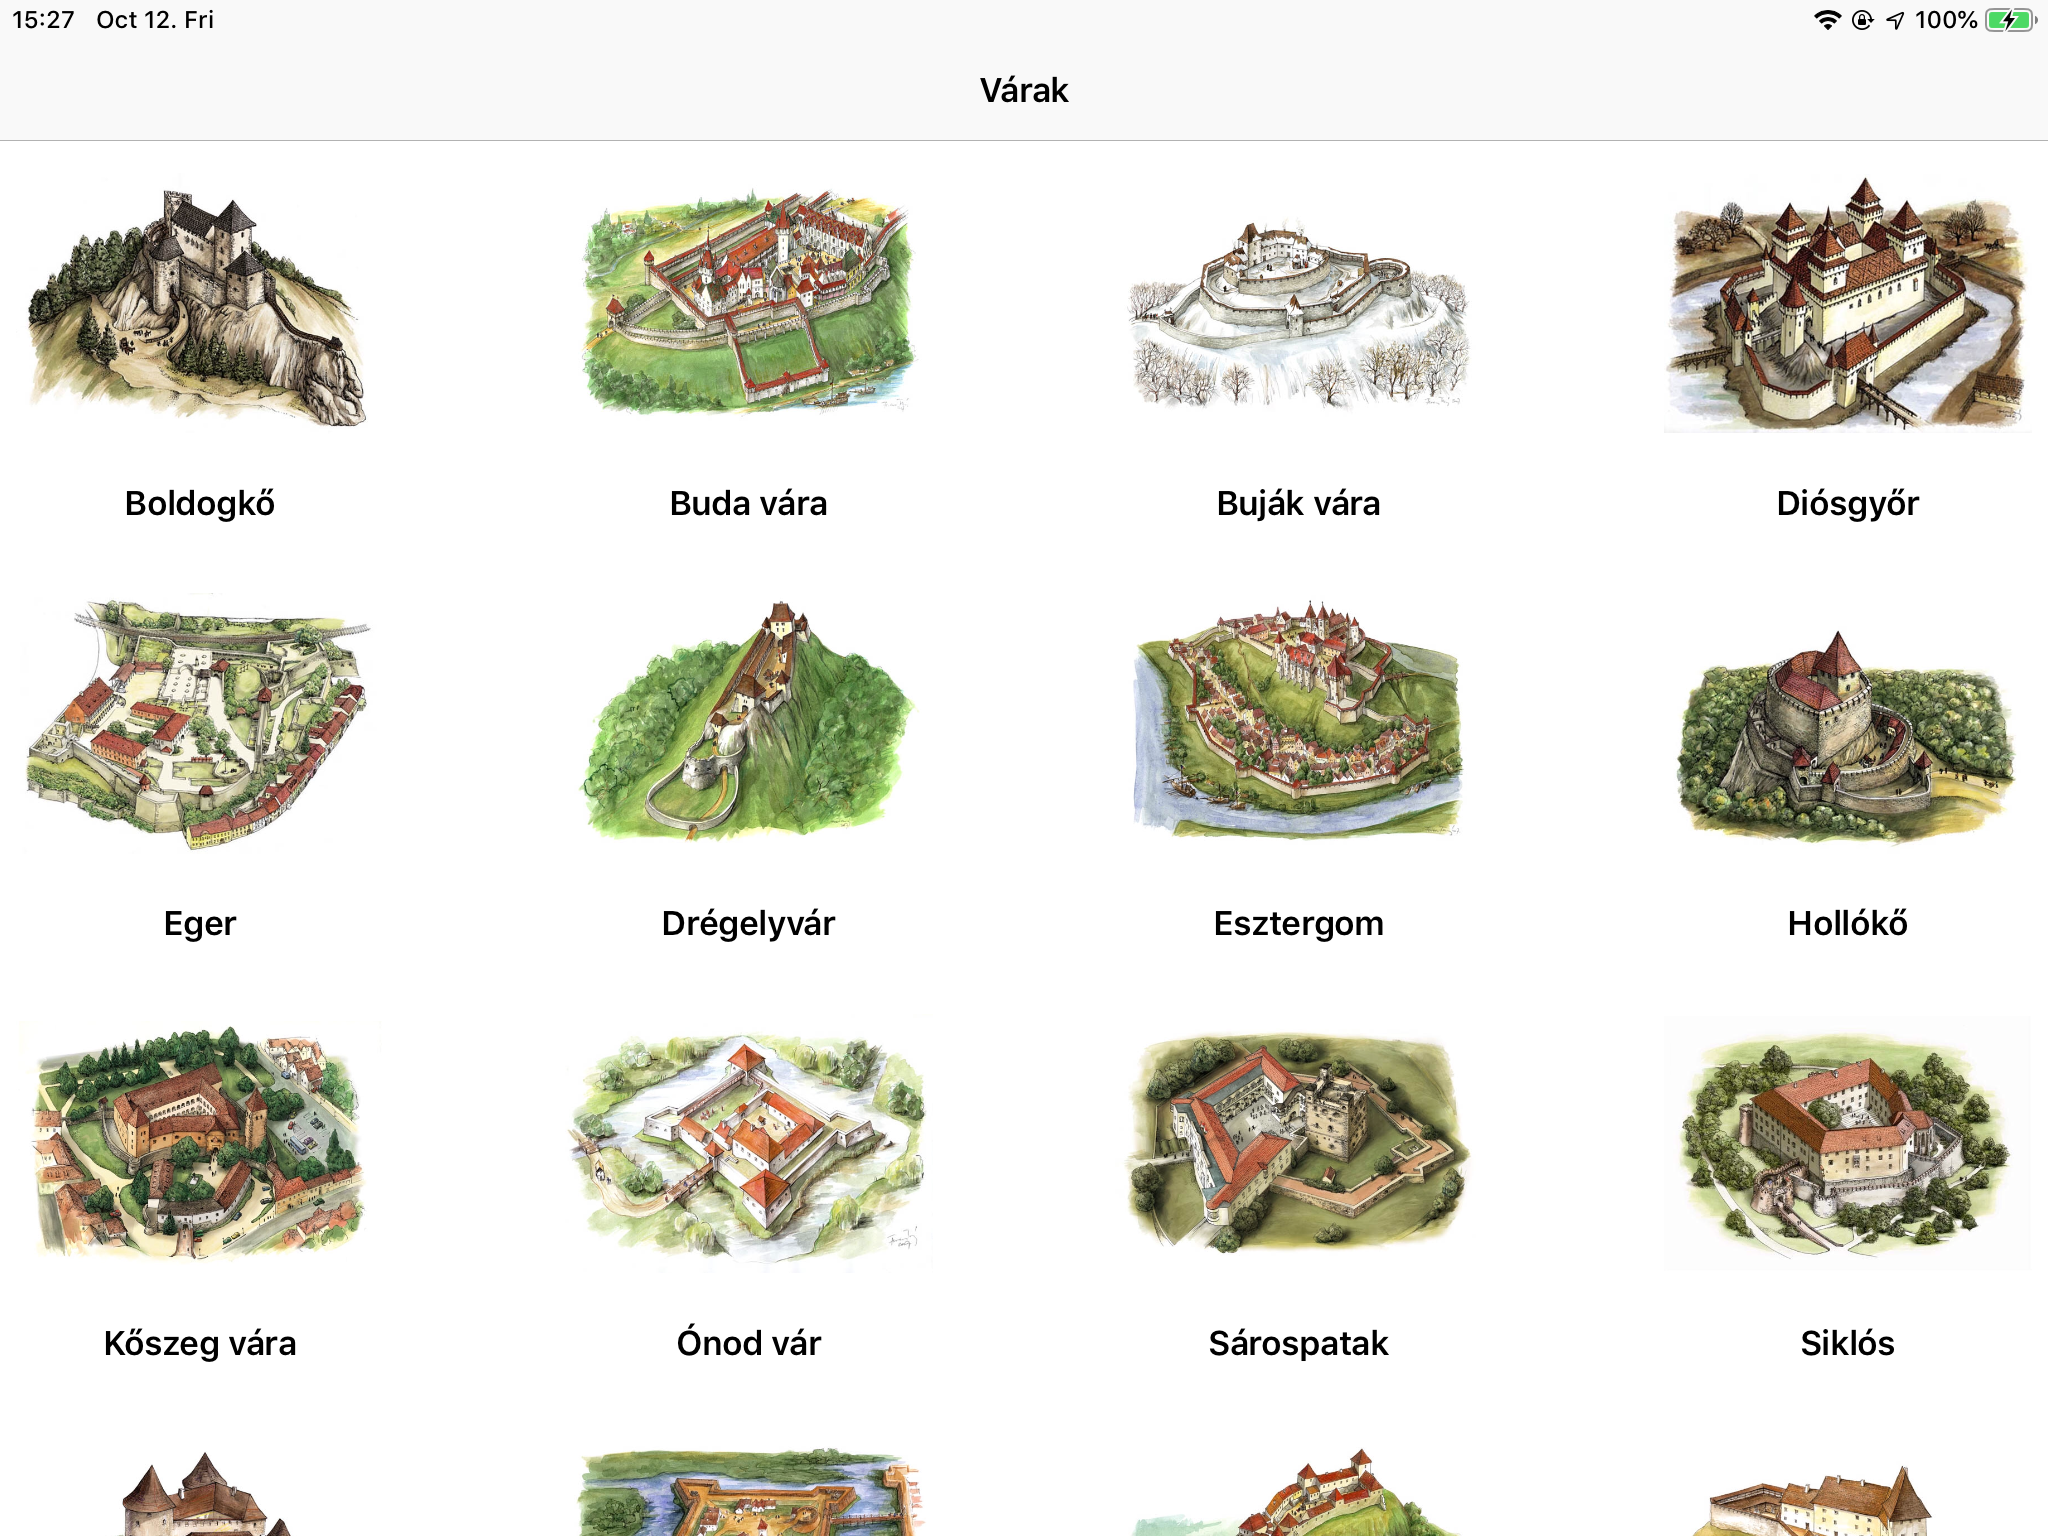 15:27 Oct 12. Fri
100%
Várak
Boldogkő
Buda vára
Buják vára
Diósgyőr
Eger
Drégelyvár
Esztergom
Hollókő
Kőszeg vára
Ónod vár
Sárospatak
Siklós